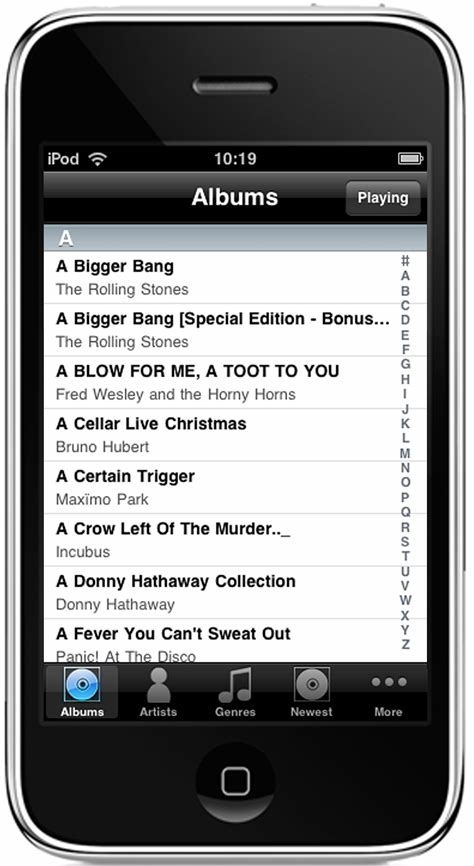 iPod 10:19
Albums Playing
A
A Bigger Bang
The Rolling Stones
A Bigger Bang [Special Edition - Bonus...
The Rolling Stones
A BLOW FOR ME, A TOOT TO YOU
Fred Wesley and the Horny Horns
A Cellar Live Christmas
Bruno Hubert
A Certain Trigger
Maxïmo Park
A Crow Left Of The Murder.._
Incubus
A Donny Hathaway Collection
Donny Hathaway
A Fever You Can't Sweat Out
Panic! At The Disco
#
A
B
C
D
E
F
G
H
I
J
K
L
M
N
O
P
Q
R
S
T
U
V
W
X
Y
Z
Albums Artists Genres Newest More